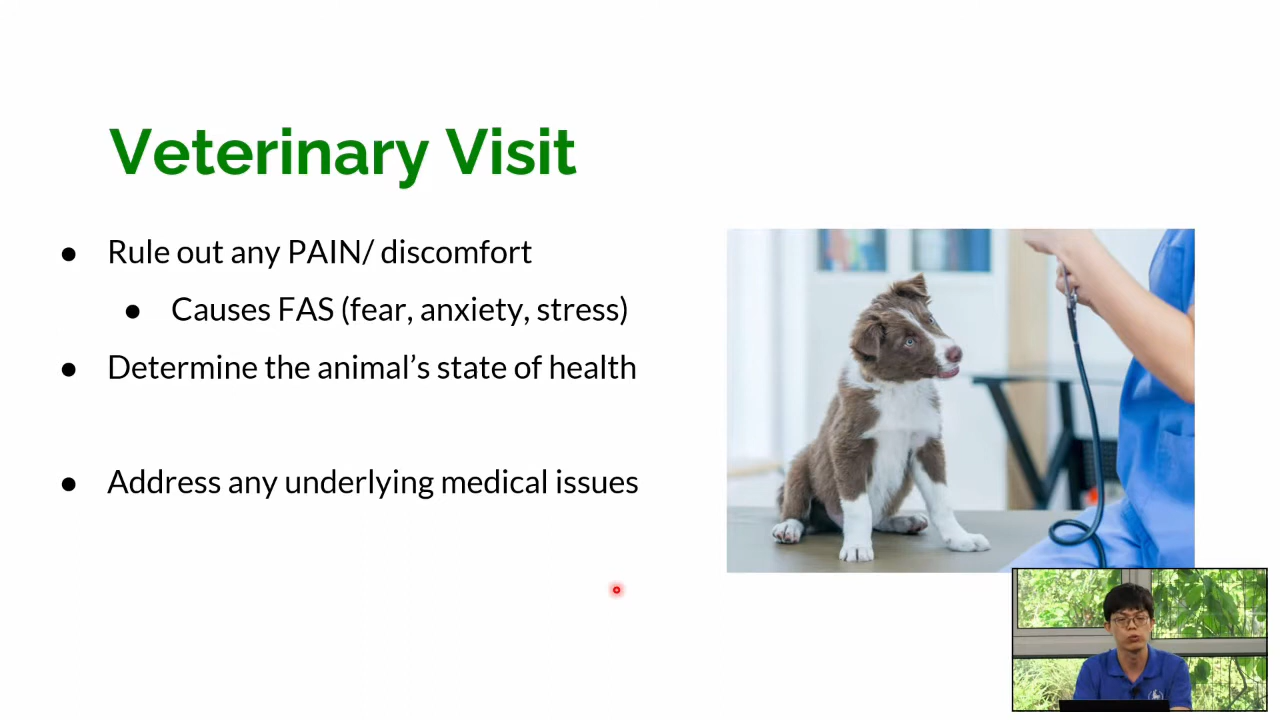 Veterinary Visit
● Rule out any PAIN/ discomfort
● Causes FAS (fear, anxiety, stress)
● Determine the animal’s state of health
● Address any underlying medical issues